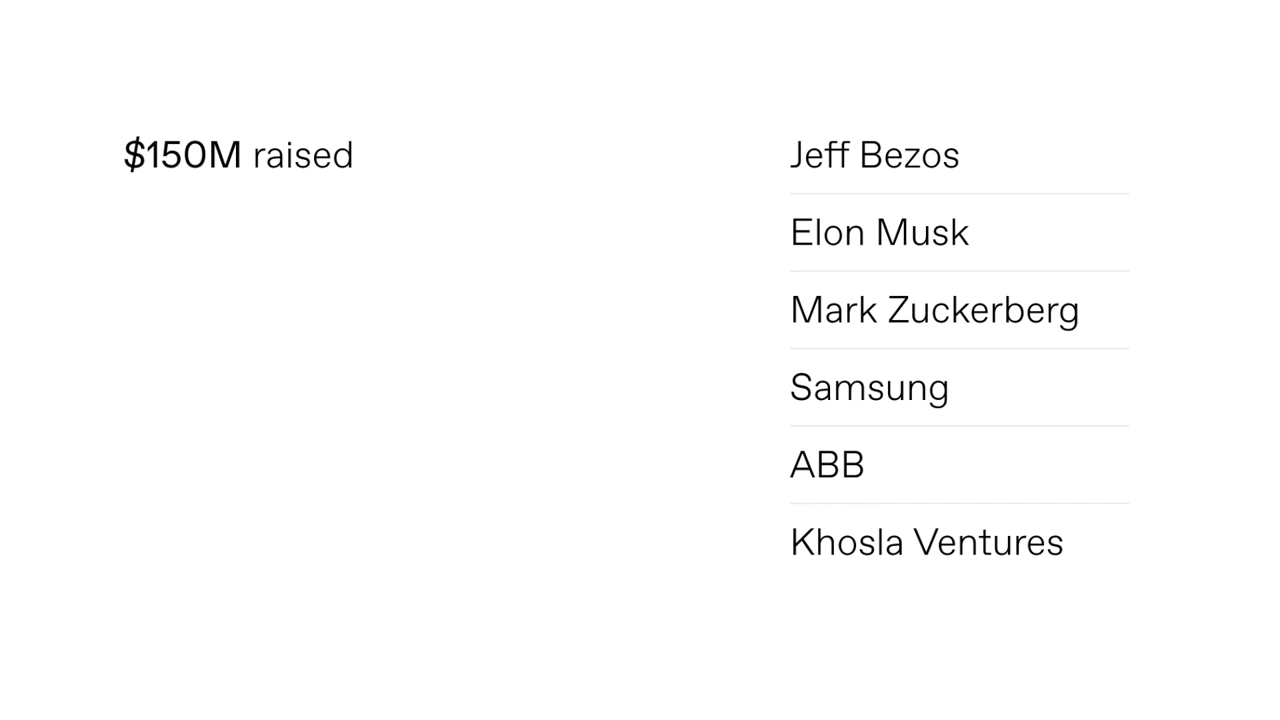 $150M raised
Jeff Bezos
Elon Musk
Mark Zuckerberg
Samsung
ABB
Khosla Ventures